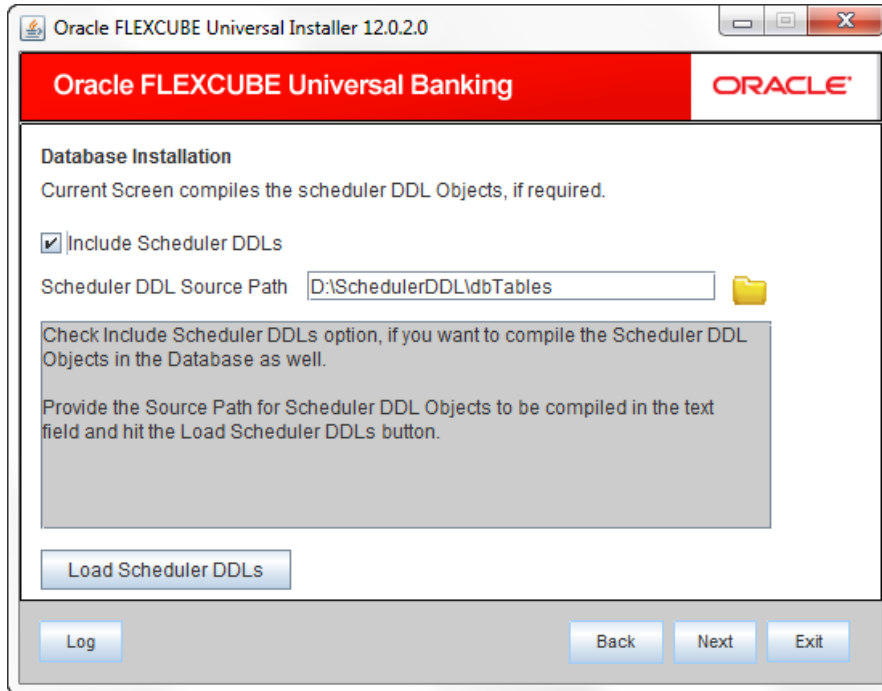 Oracle FLEXCUBE Universal Installer 12.0.2.0
Oracle FLEXCUBE Universal Banking
ORACLE
Database Installation
Current Screen compiles the scheduler DDL Objects, if required.
Include Scheduler DDLs
Scheduler DDL Source Path D:\SchedulerDDL\dbTables
Check Include Scheduler DDLs option, if you want to compile the Scheduler DDL
Objects in the Database as well.
Provide the Source Path for Scheduler DDL Objects to be compiled in the text
field and hit the Load Scheduler DDLs button.
Load Scheduler DDLs
Log Back Next Exit